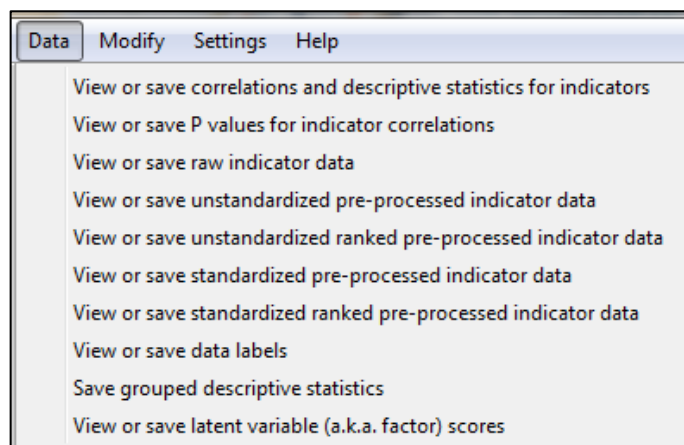 Data Modify Settings Help
View or save correlations and descriptive statistics for indicators
View or save P values for indicator correlations
View or save raw indicator data
View or save unstandardized pre-processed indicator data
View or save unstandardized ranked pre-processed indicator data
View or save standardized pre-processed indicator data
View or save standardized ranked pre-processed indicator data
View or save data labels
Save grouped descriptive statistics
View or save latent variable (a.k.a. factor) scores